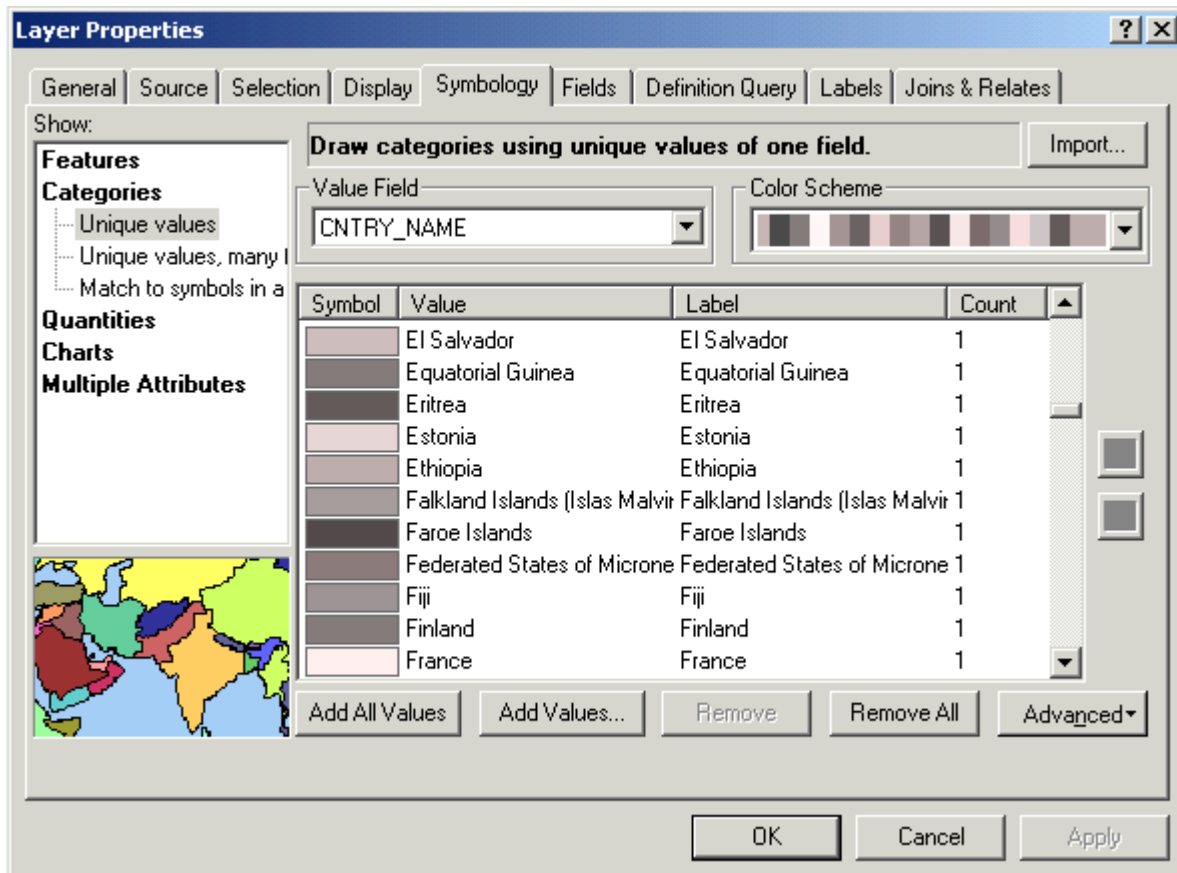 Layer Properties
General Source Selection Display Symbology Fields Definition Query Labels Joins & Relates
Show:
Features
Categories
Unique values
Unique values, many
Match to symbols in a
Quantities
Charts
Multiple Attributes
Draw categories using unique values of one field.
Import...
Value Field
CNTRY_NAME
Color Scheme
Symbol Value Label Count
El Salvador El Salvador 1
Equatorial Guinea Equatorial Guinea 1
Eritrea Eritrea 1
Estonia Estonia 1
Ethiopia Ethiopia 1
Falkland Islands (Islas Malvir Falkland Islands (Islas Malvir 1
Faroe Islands Faroe Islands 1
Federated States of Microne Federated States of Microne 1
Fiji Fiji 1
Finland Finland 1
France France 1
Add All Values Add Values... Remove Remove All Advanced
OK Cancel Apply